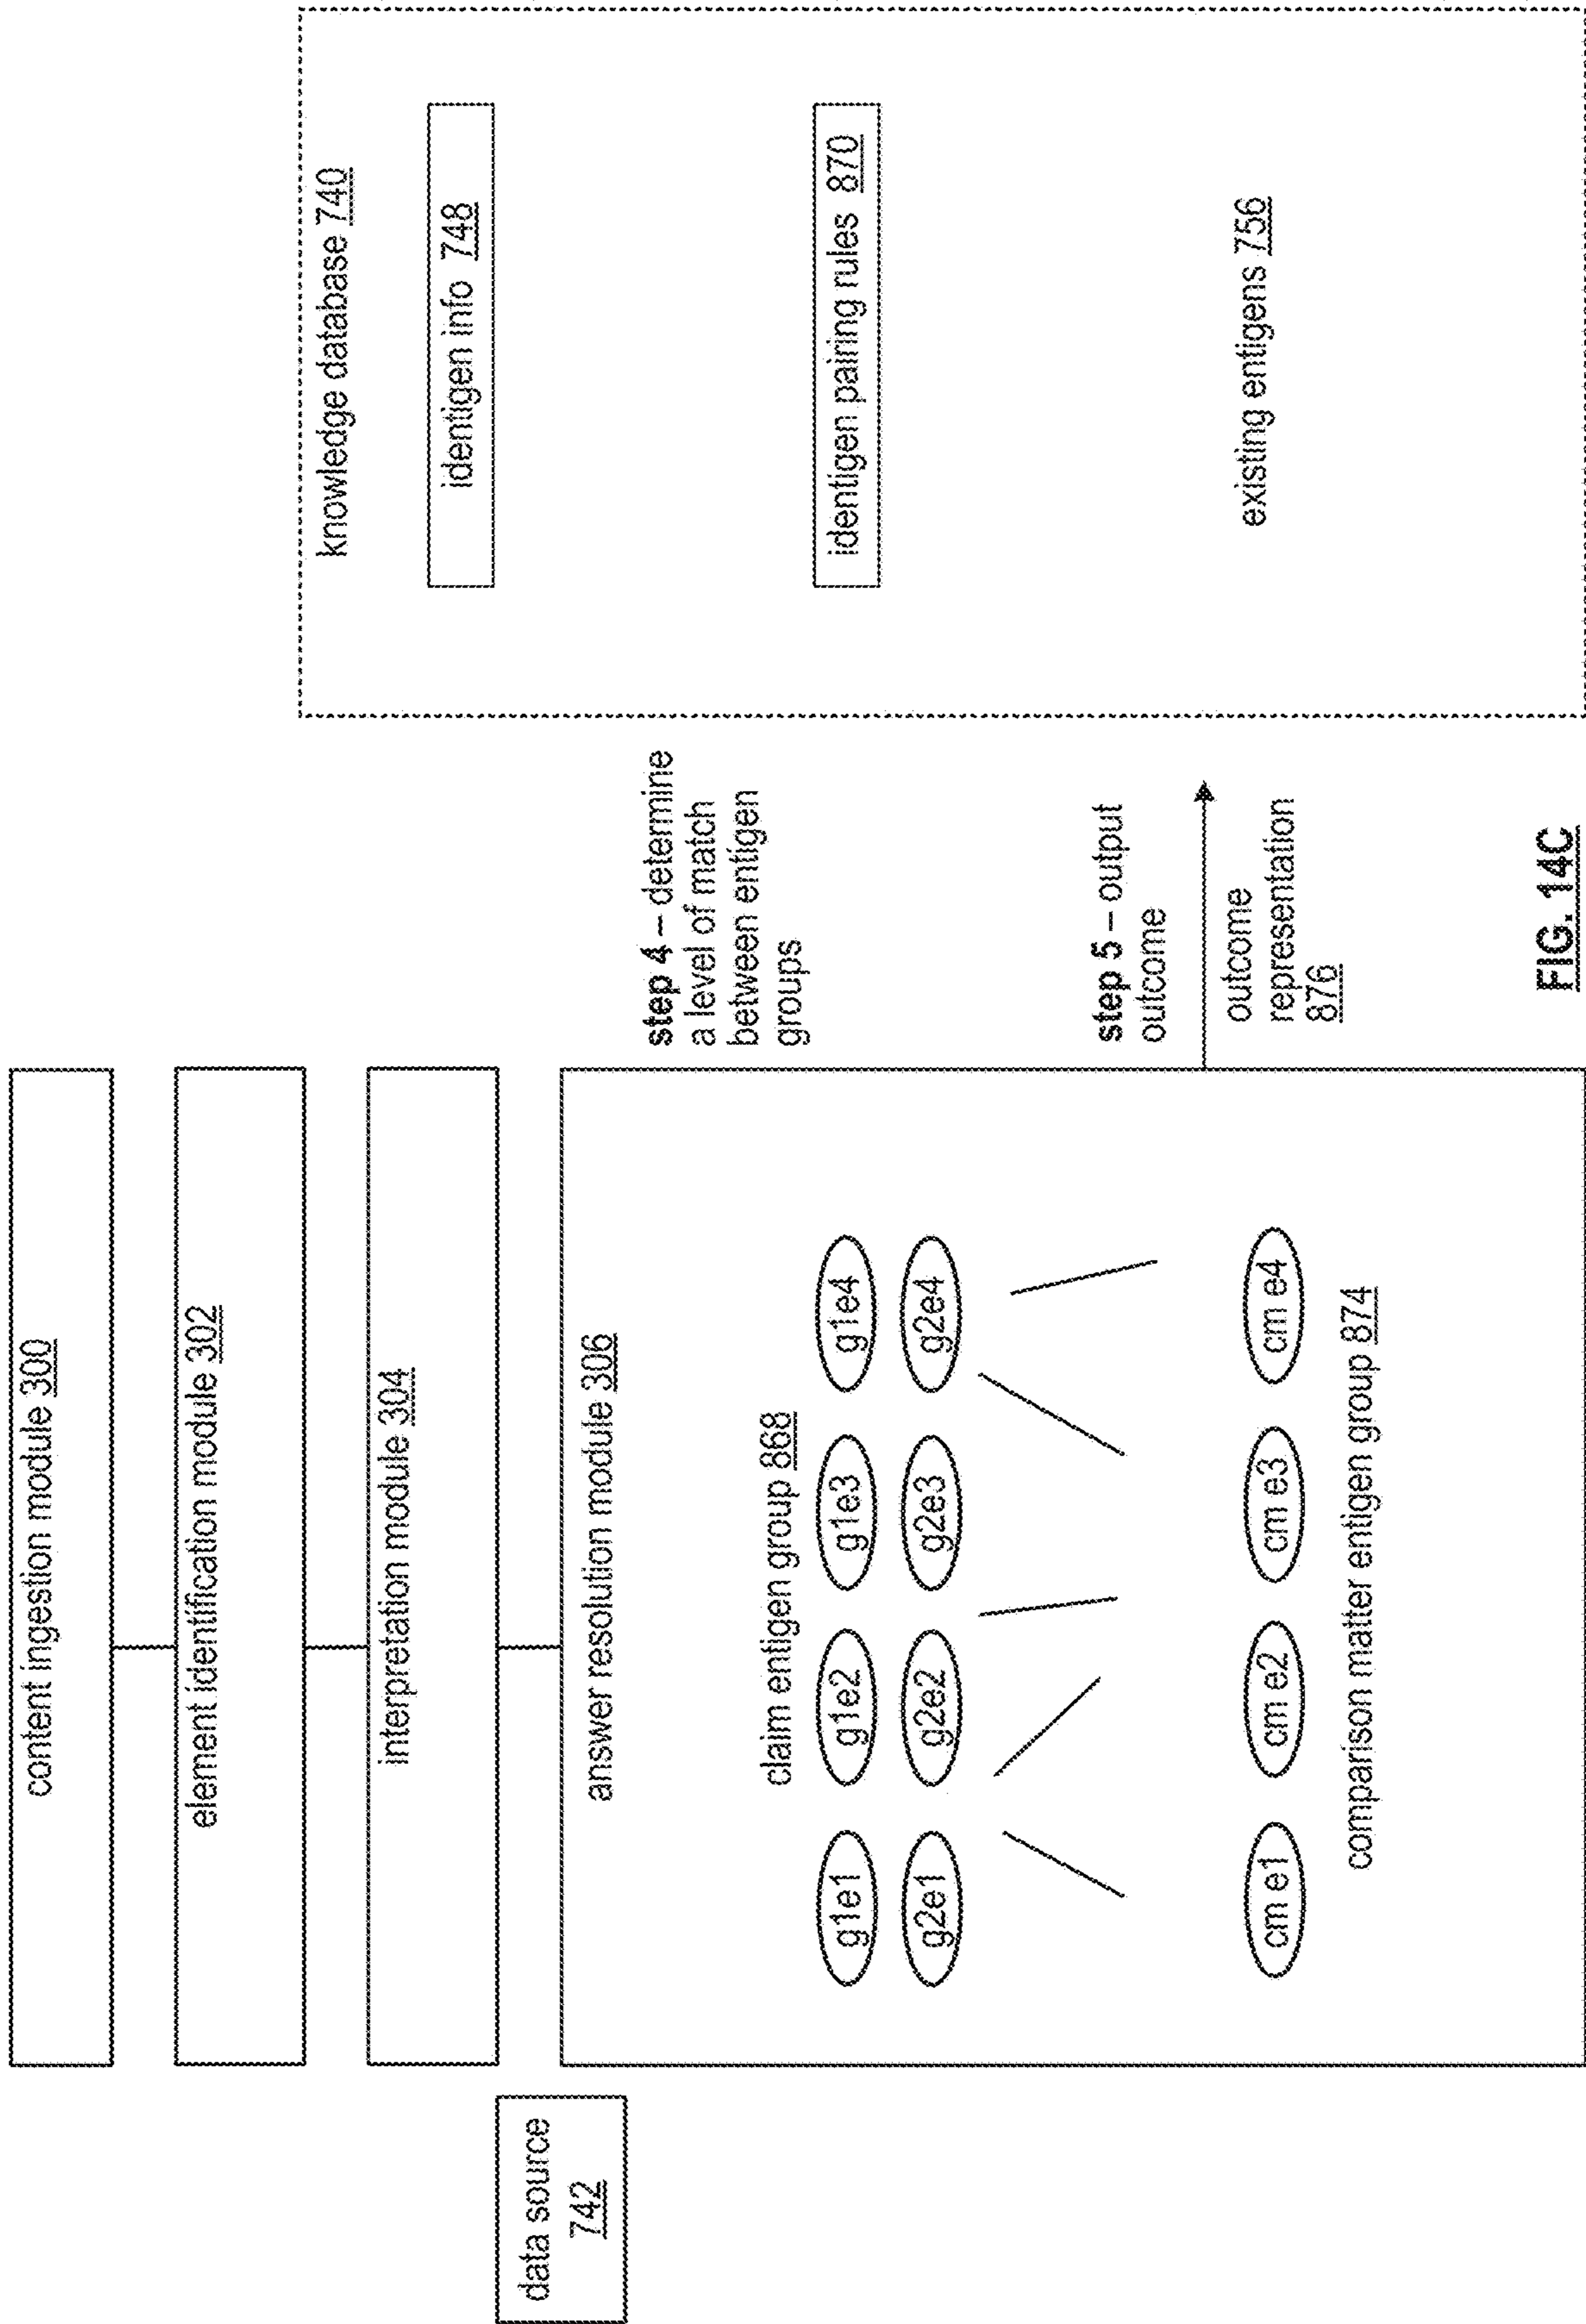 content ingestion module 300
element identification module 302
interpretation module 304
data source
742
answer resolution module 306
claim entigen group 868
g1e1 g1e2 g1e3 g1e4
g2e1 g2e2 g2e3 g2e4
cm e1 cm e2 cm e3 cm e4
comparison matter entigen group 874
step 4 – determine
a level of match
between entigen
groups
step 5 – output
outcome
outcome
representation
876
knowledge database 740
identigen info 748
identigen pairing rules 870
existing entigens 756
FIG. 14C